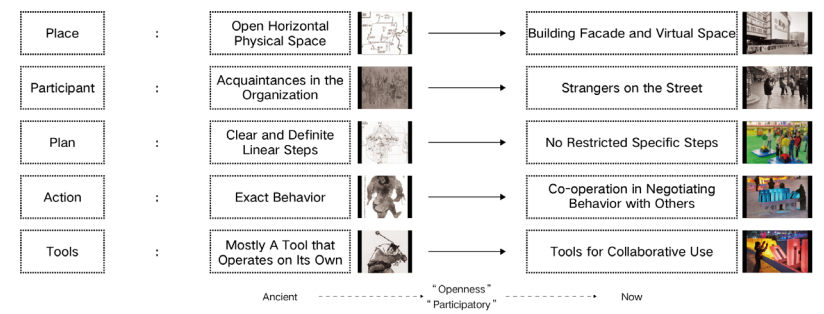 Place : Open Horizontal Building Facade and Virtual Space
Physical Space
Participant : Acquaintances in the Strangers on the Street
Organization
Plan : Clear and Definite No Restricted Specific Steps
Linear Steps
Action : Exact Behavior Co-operation in Negotiating
Behavior with Others
Tools : Mostly A Tool that Tools for Collaborative Use
Operates on Its Own
Ancient “Openness” Now
“Participatory”